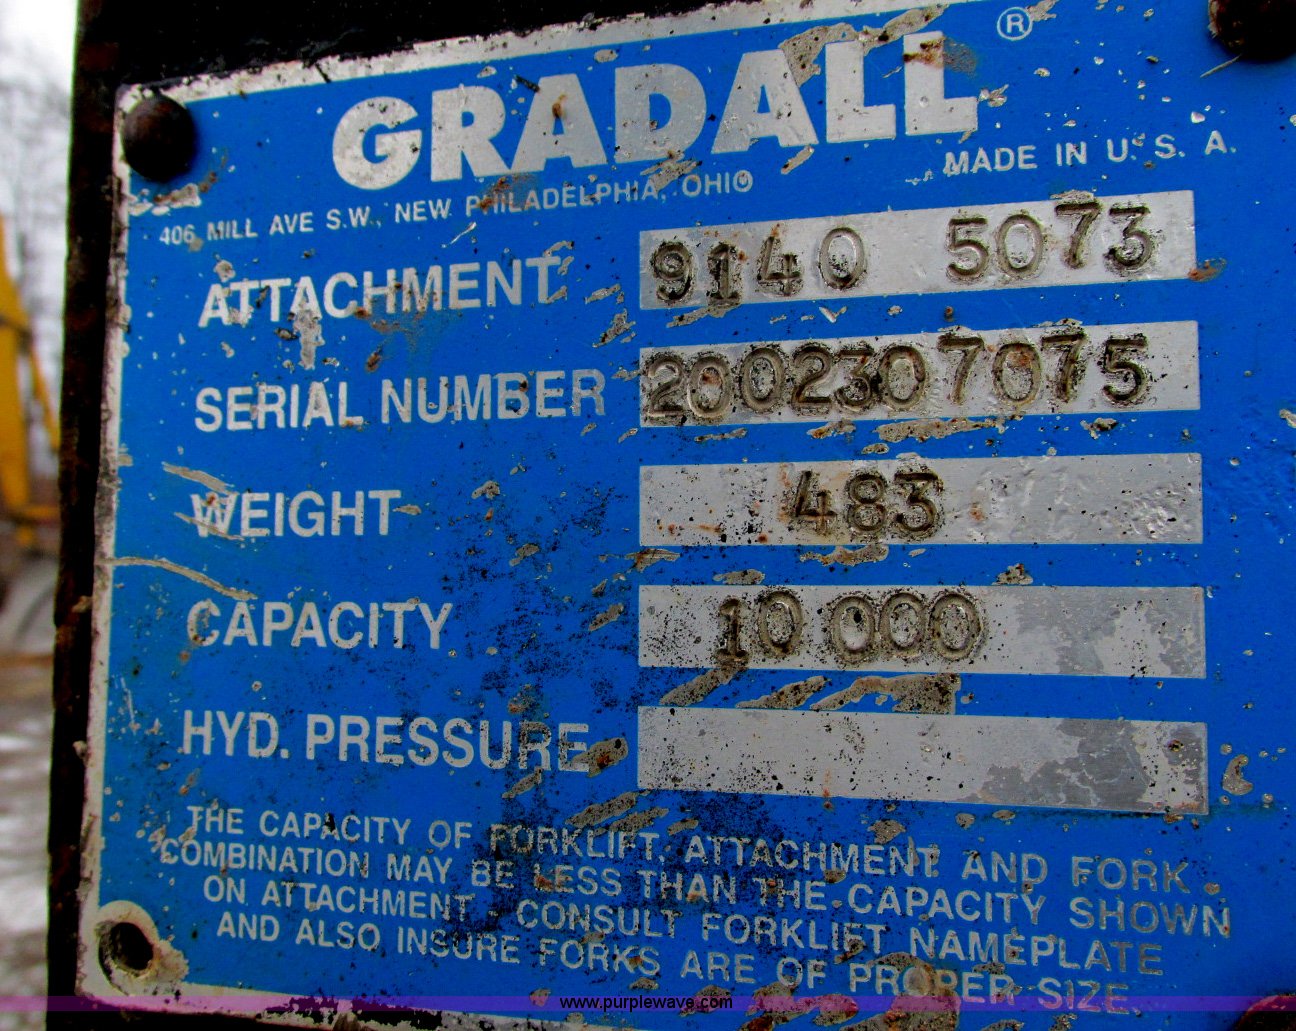 GRADALL ®
406 MILL AVE S.W., NEW PHILADELPHIA, OHIO
MADE IN U. S. A.
ATTACHMENT 9140 5073
SERIAL NUMBER 2002307075
WEIGHT 483
CAPACITY 10 000
HYD. PRESSURE
THE CAPACITY OF FORKLIFT, ATTACHMENT AND FORK
COMBINATION MAY BE LESS THAN THE CAPACITY SHOWN
ON ATTACHMENT - CONSULT FORKLIFT NAMEPLATE
AND ALSO INSURE FORKS ARE OF PROPER SIZE.
www.purplewave.com